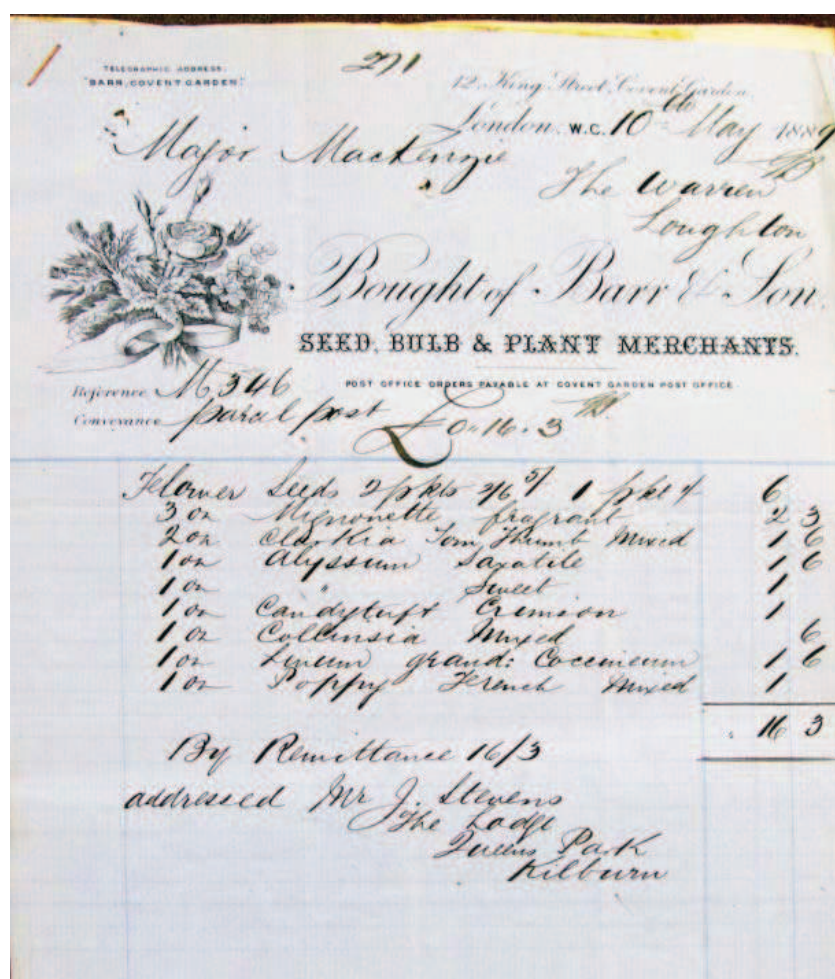 TELEGRAPHIC ADDRESS:
"BARR, COVENT GARDEN."
271
12, King Street, Covent Garden,
London, W.C. 10th May 1889
Major Mackenzie
The Warren
Loughton
Bought of Barr & Son,
SEED, BULB & PLANT MERCHANTS.
POST OFFICE ORDERS PAYABLE AT COVENT GARDEN POST OFFICE
Reference M 346
Conveyance parcel post £0-16-3
Flower Seeds 2 pkts 2/6 5/ 1 pkt 1/ 6
3 oz Mignonette fragrant 2 3
2 oz Clarkia Tom Thumb Mixed 1 6
1 oz Alyssum Saxatile 1 6
1 oz " Sweet 1
1 oz Candytuft Crimson 1
1 oz Collinsia Mixed 6
1 oz Linum grand: Coccineum 1 6
1 oz Poppy French Mixed 1
16 3
By Remittance 16/3
addressed Mr J. Stevens
The Lodge
Queens Park
Kilburn